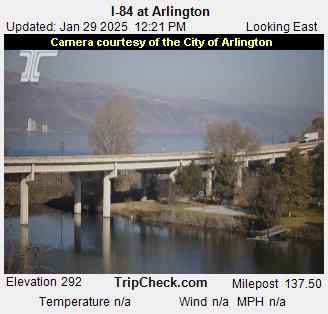 I-84 at Arlington
Updated: Jan 29 2025 12:21 PM Looking East
Camera courtesy of the City of Arlington
Elevation 292 TripCheck.com Milepost 137.50
Temperature n/a Wind n/a MPH n/a